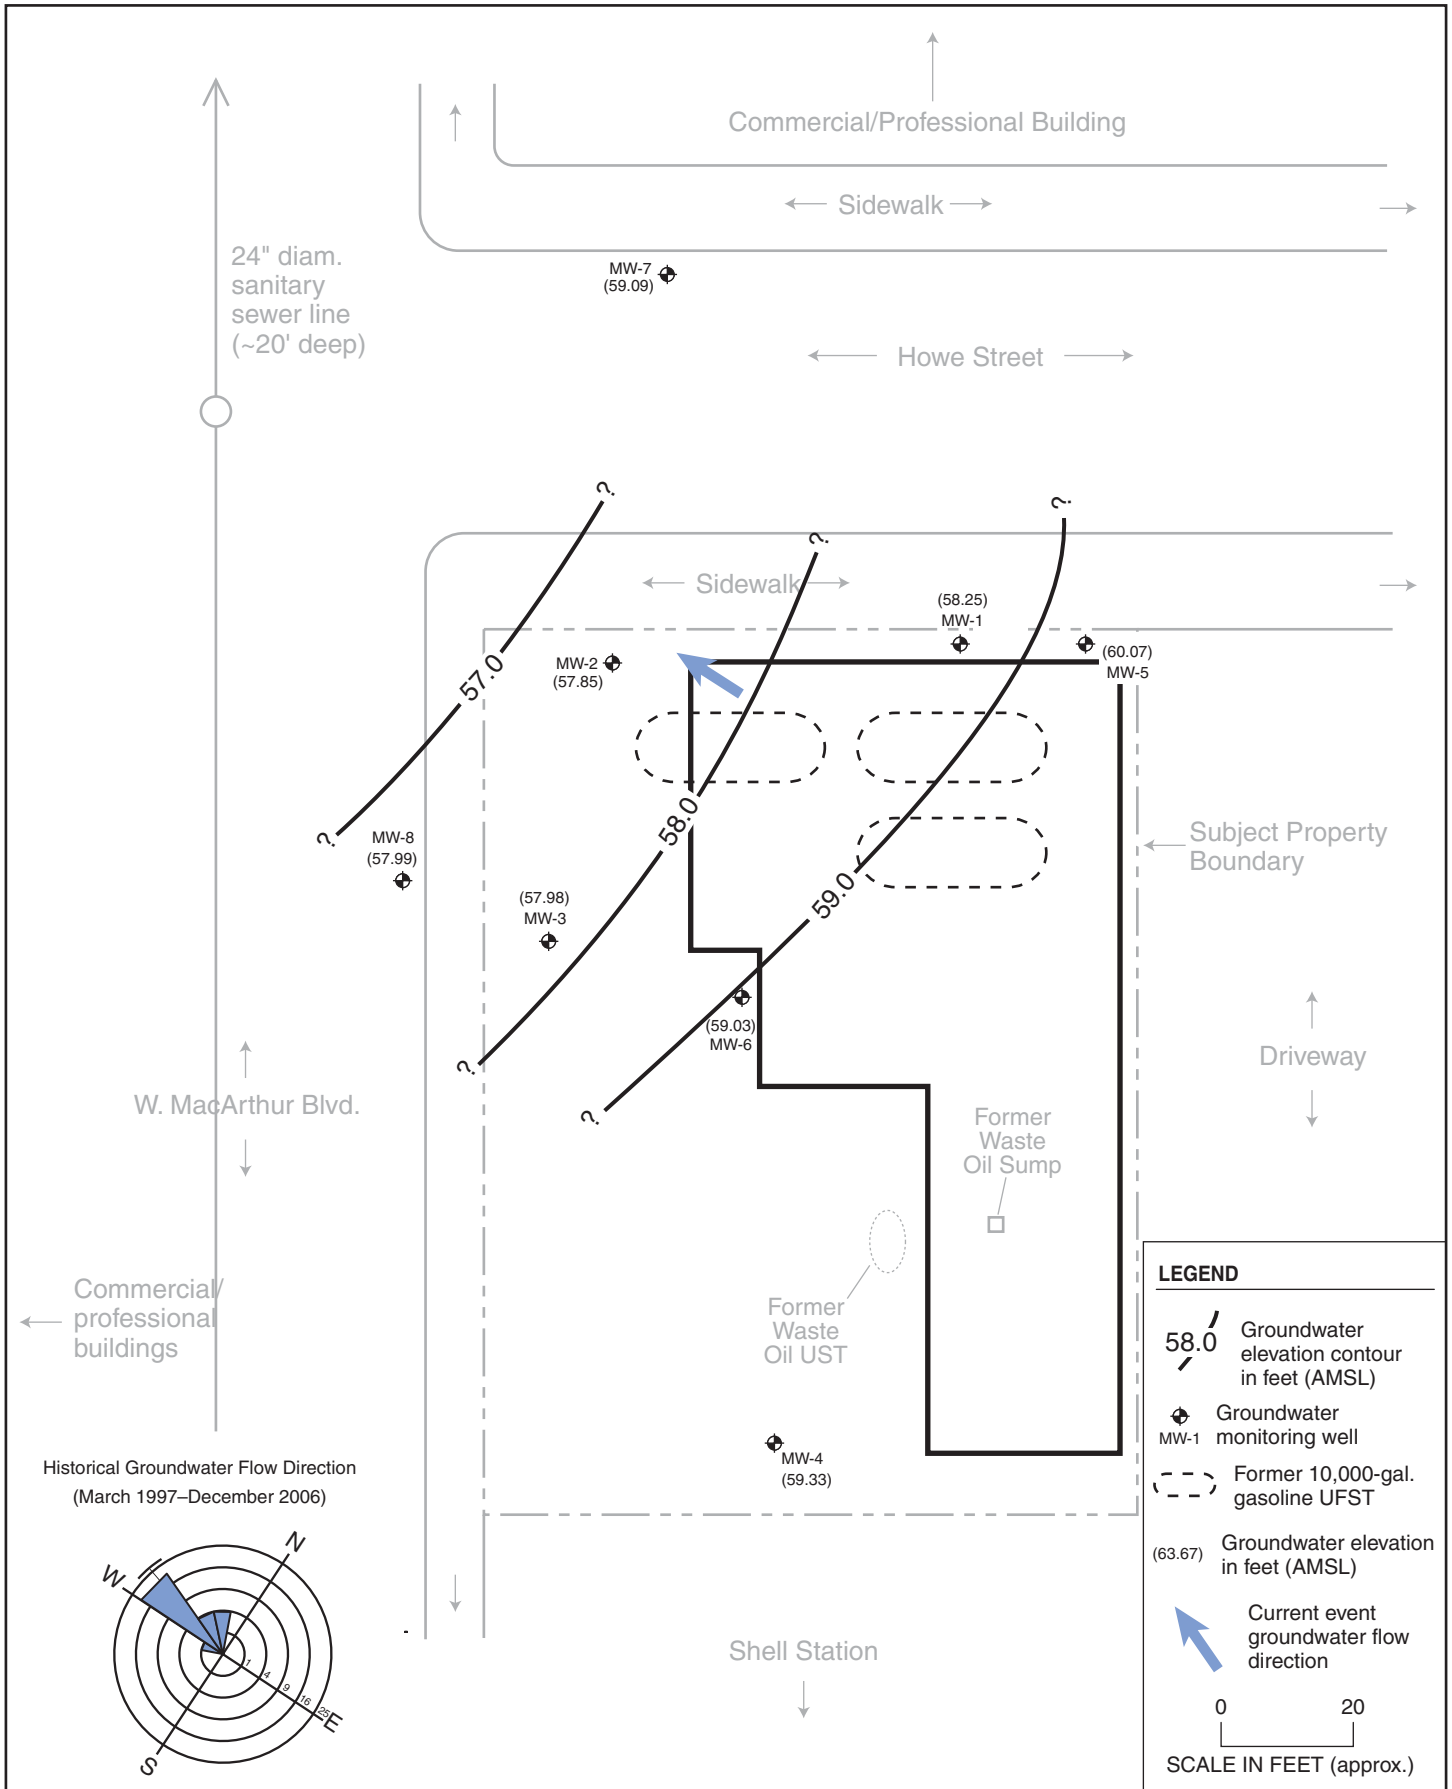 Commercial/Professional Building
Sidewalk
24" diam.
sanitary
sewer line
(~20' deep)
MW-7
(59.09)
Howe Street
?
?
?
Sidewalk
(58.25)
MW-1
(60.07)
MW-5
MW-2
(57.85)
57.0
58.0
59.0
?
MW-8
(57.99)
Subject Property
Boundary
(57.98)
MW-3
(59.03)
MW-6
?
?
Driveway
W. MacArthur Blvd.
Former
Waste
Oil Sump
Commercial/
professional
buildings
Former
Waste
Oil UST
MW-4
(59.33)
Shell Station
Historical Groundwater Flow Direction
(March 1997–December 2006)
N
W
E
S
1
4
9
16
25
LEGEND
58.0
Groundwater
elevation contour
in feet (AMSL)
MW-1
Groundwater
monitoring well
Former 10,000-gal.
gasoline UFST
(63.67)
Groundwater elevation
in feet (AMSL)
Current event
groundwater flow
direction
0 20
SCALE IN FEET (approx.)